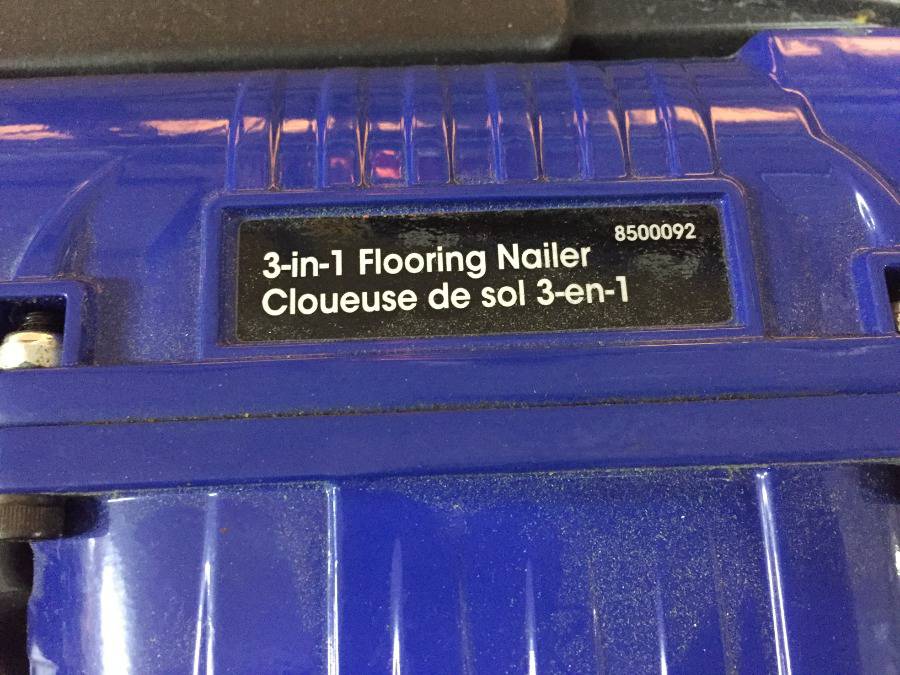 8500092
3-in-1 Flooring Nailer
Cloueuse de sol 3-en-1